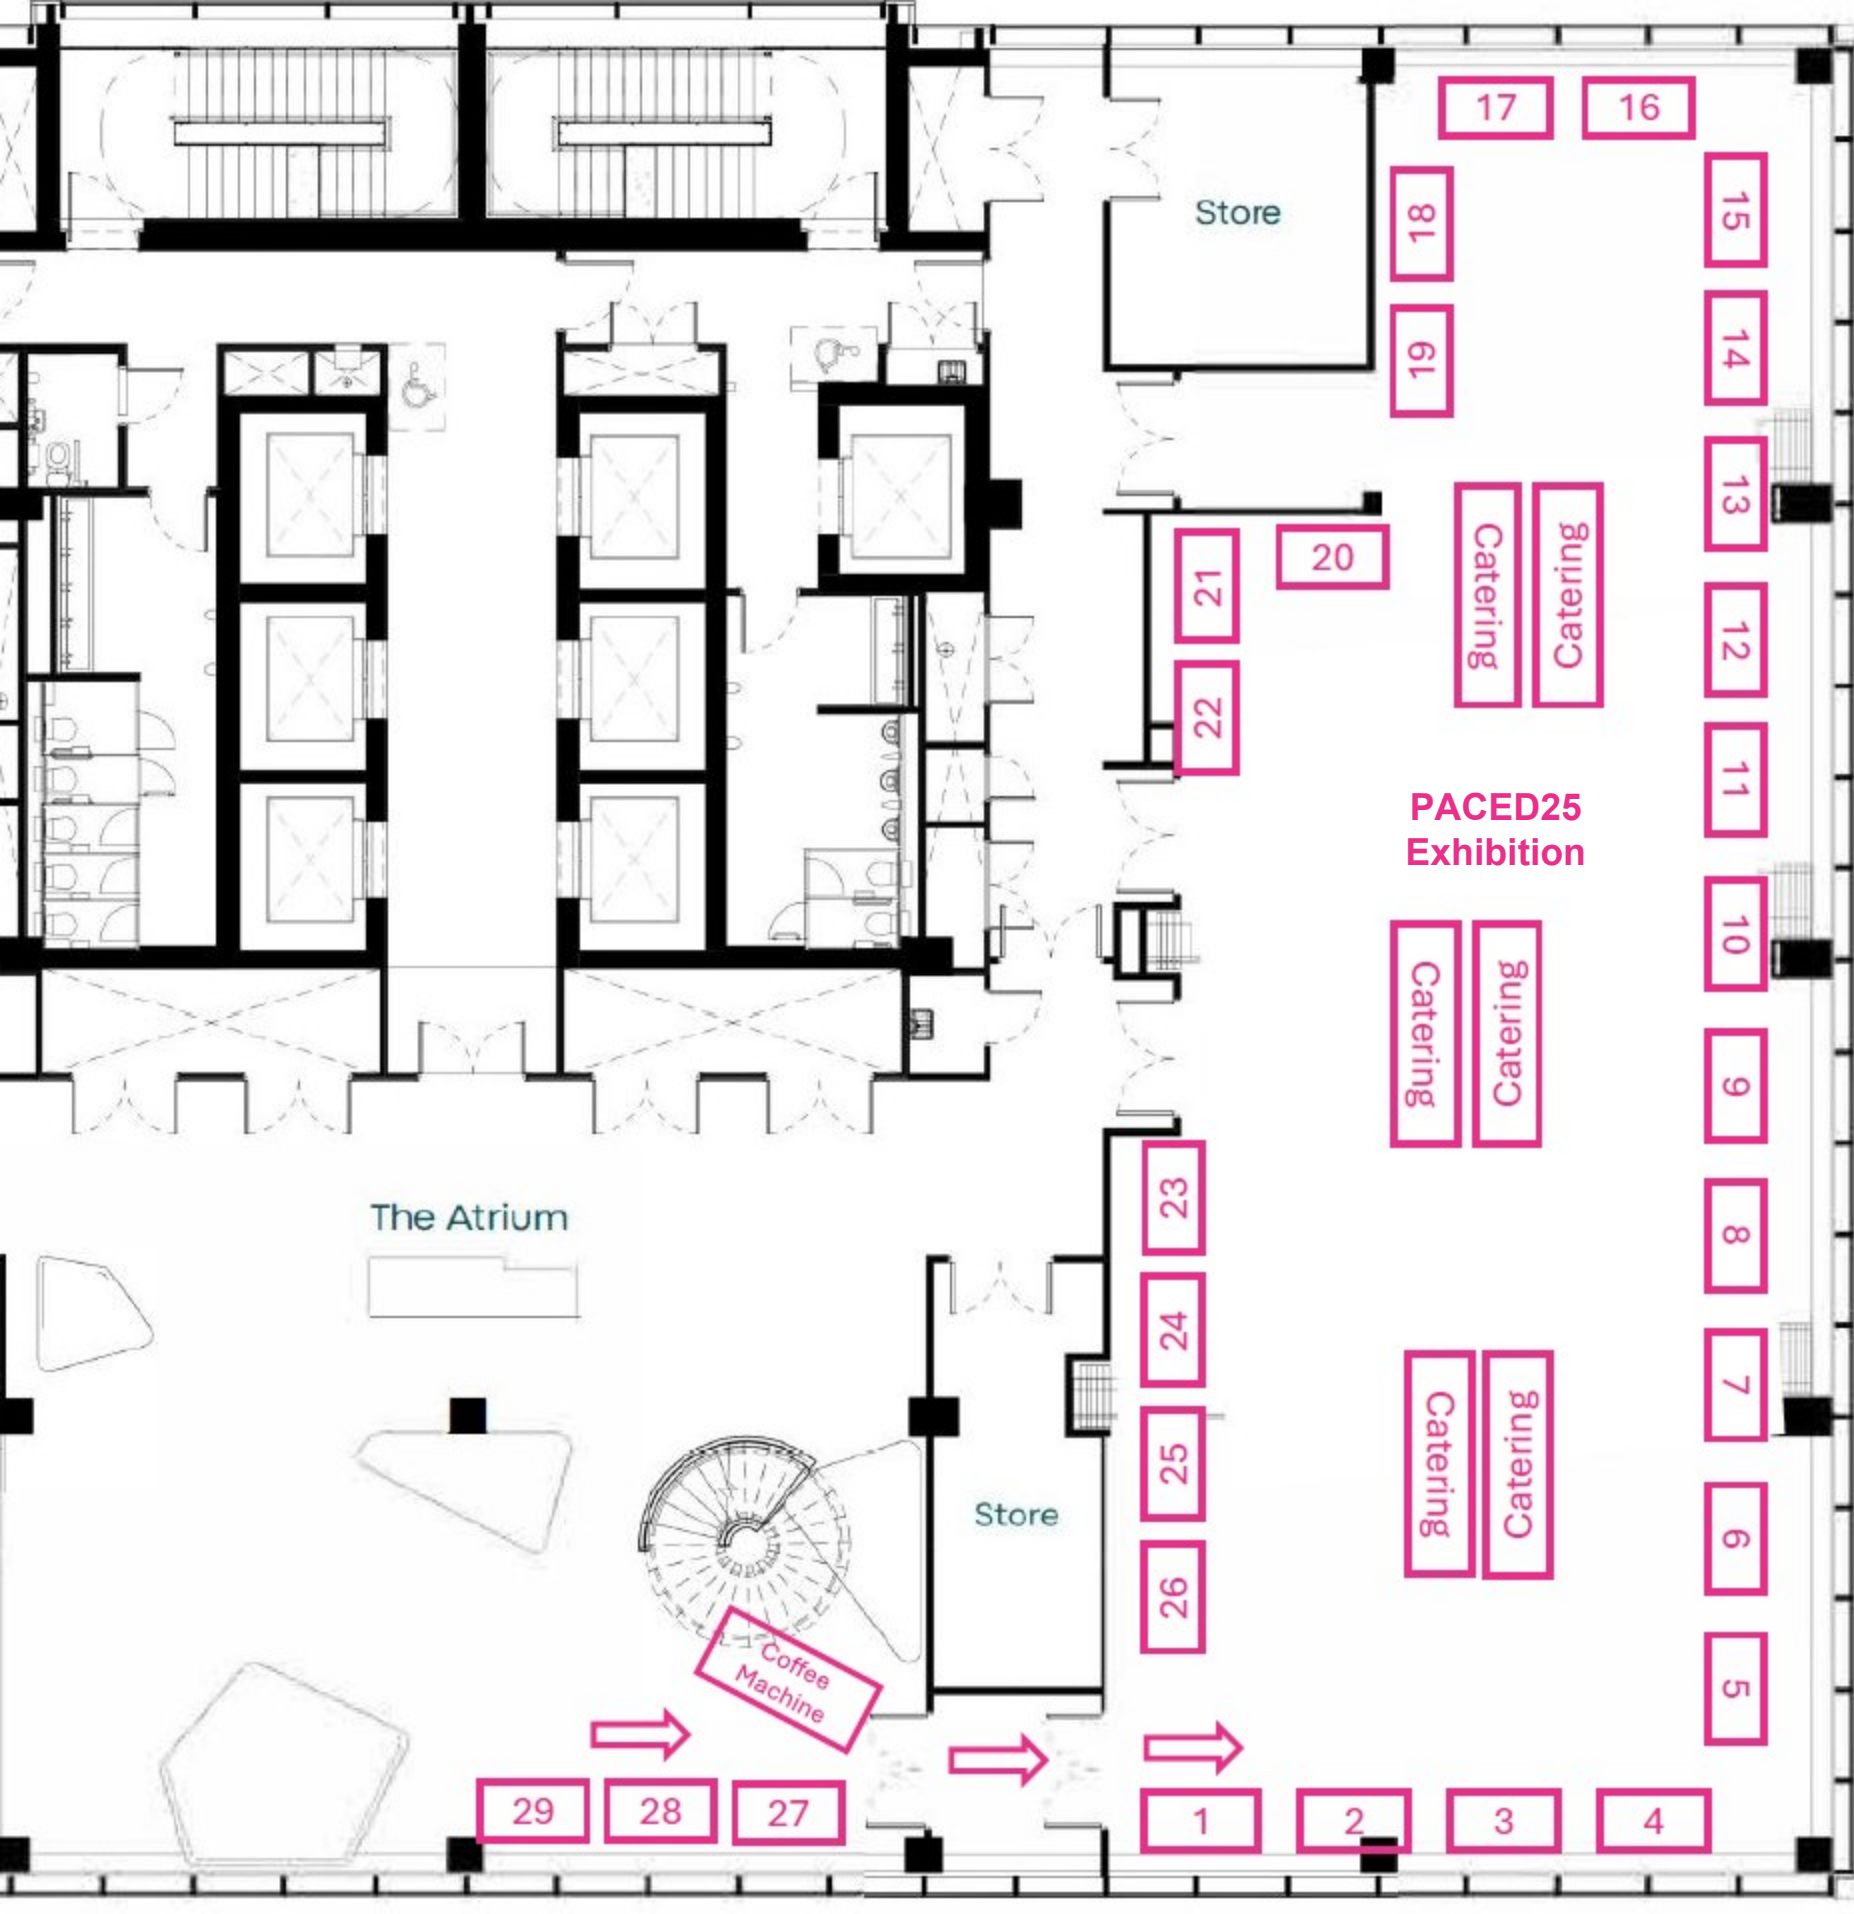 17
16
15
Store
18
14
19
13
Catering
Catering
20
21
12
22
11
PACED25
Exhibition
10
Catering
Catering
9
23
8
The Atrium
24
7
Catering
Catering
25
Store
6
26
Coffee
Machine
5
29
28
27
1
2
3
4